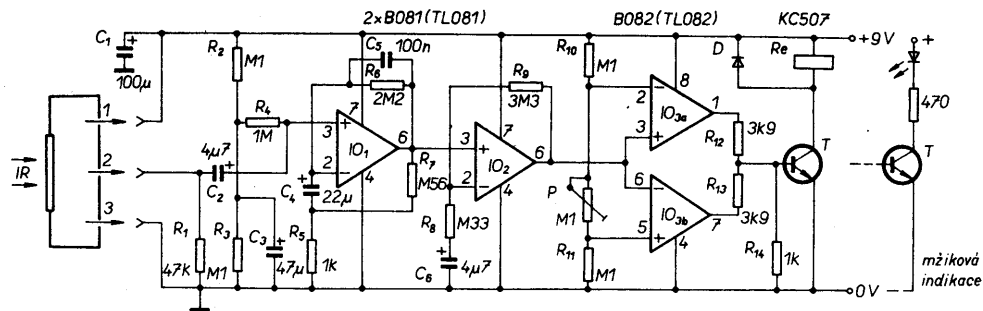 2xB081(TL081)
B082(TL082)
KC507
C1
100µ
R2
M1
C5
100n
R6
2M2
R9
3M3
R10
M1
D
Re
+9V
+
470
IR
1
2
3
R4
1M
4µ7
C2
7
3
+
2
-
IO1
6
4
C4
22µ
R7
M56
3
+
2
-
7
IO2
6
4
R8
M33
C6
4µ7
2
-
3
+
8
IO3a
1
R12
3k9
P
M1
6
-
5
+
IO3b
7
4
R13
3k9
T
T
R1
47k
M1
R3
C3
47µ
R5
1k
R11
M1
R14
1k
0V
mžiková
indikace